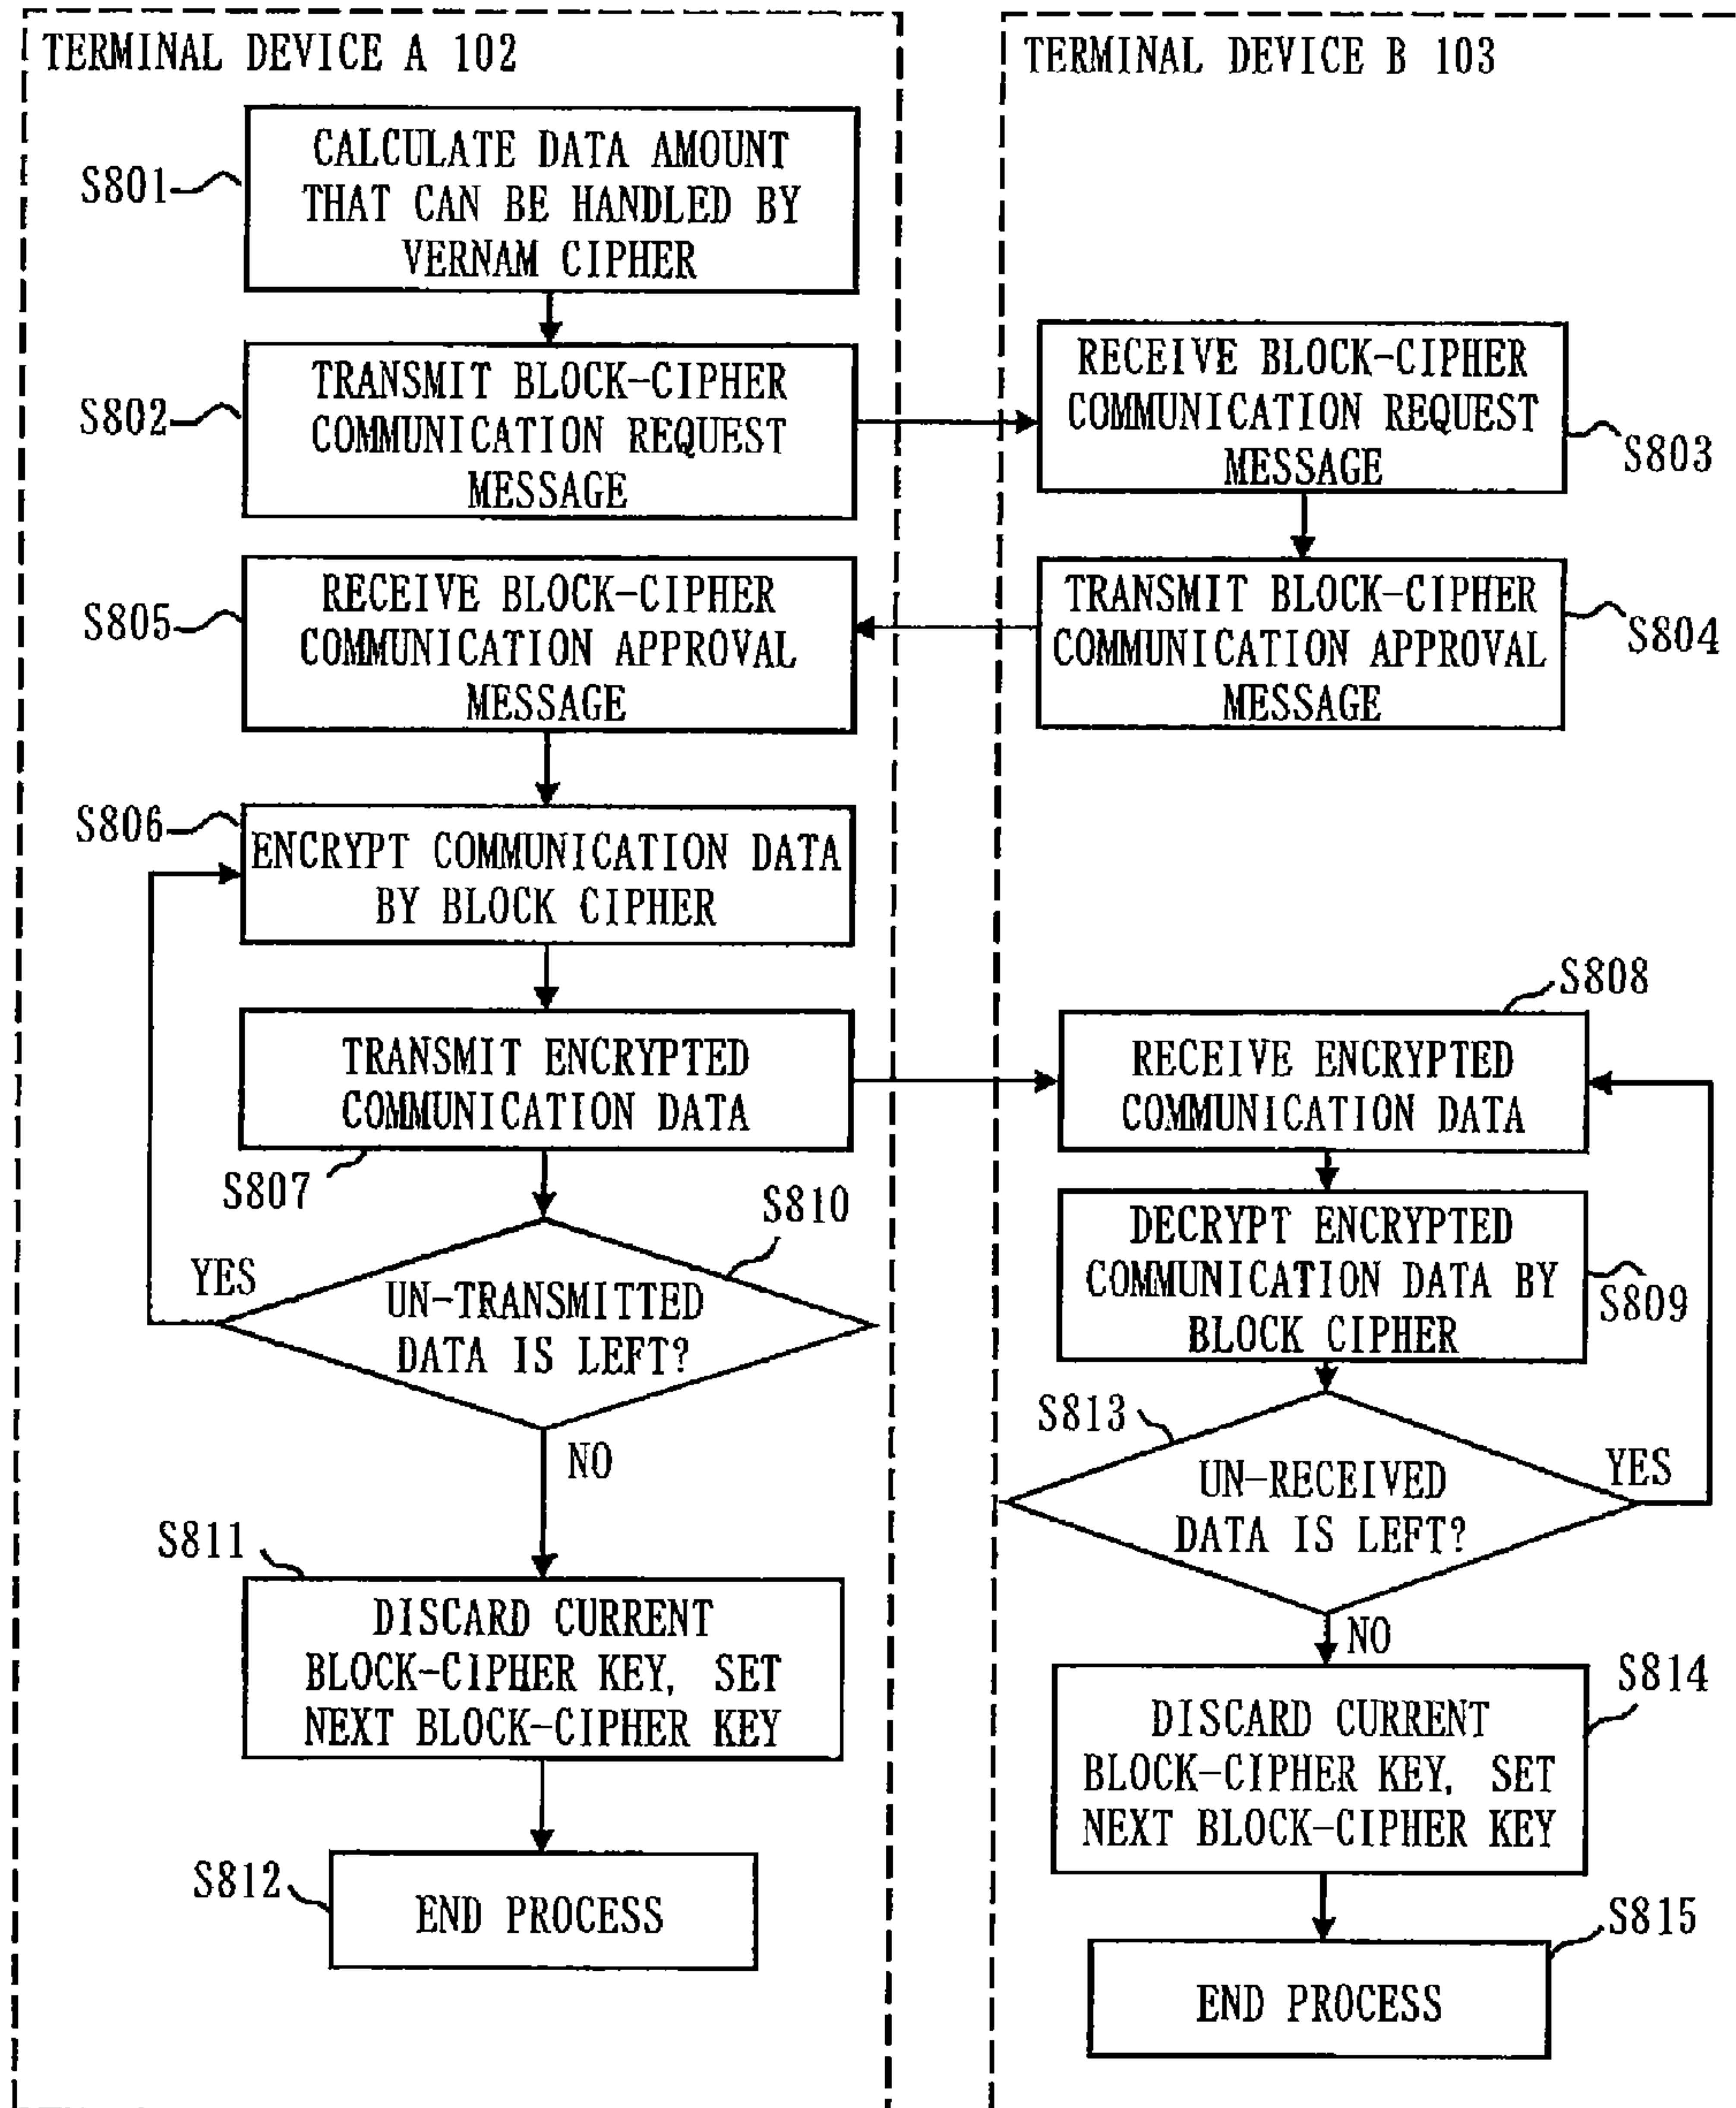 TERMINAL DEVICE A 102
S801
CALCULATE DATA AMOUNT
THAT CAN BE HANDLED BY
VERNAM CIPHER
S802
TRANSMIT BLOCK-CIPHER
COMMUNICATION REQUEST
MESSAGE
S805
RECEIVE BLOCK-CIPHER
COMMUNICATION APPROVAL
MESSAGE
S806
ENCRYPT COMMUNICATION DATA
BY BLOCK CIPHER
TRANSMIT ENCRYPTED
COMMUNICATION DATA
S807
S810
YES
UN-TRANSMITTED
DATA IS LEFT?
NO
S811
DISCARD CURRENT
BLOCK-CIPHER KEY, SET
NEXT BLOCK-CIPHER KEY
S812
END PROCESS
TERMINAL DEVICE B 103
RECEIVE BLOCK-CIPHER
COMMUNICATION REQUEST
MESSAGE
S803
TRANSMIT BLOCK-CIPHER
COMMUNICATION APPROVAL
MESSAGE
S804
S808
RECEIVE ENCRYPTED
COMMUNICATION DATA
DECRYPT ENCRYPTED
COMMUNICATION DATA BY
BLOCK CIPHER
S809
S813
UN-RECEIVED
DATA IS LEFT?
YES
NO
S814
DISCARD CURRENT
BLOCK-CIPHER KEY, SET
NEXT BLOCK-CIPHER KEY
S815
END PROCESS